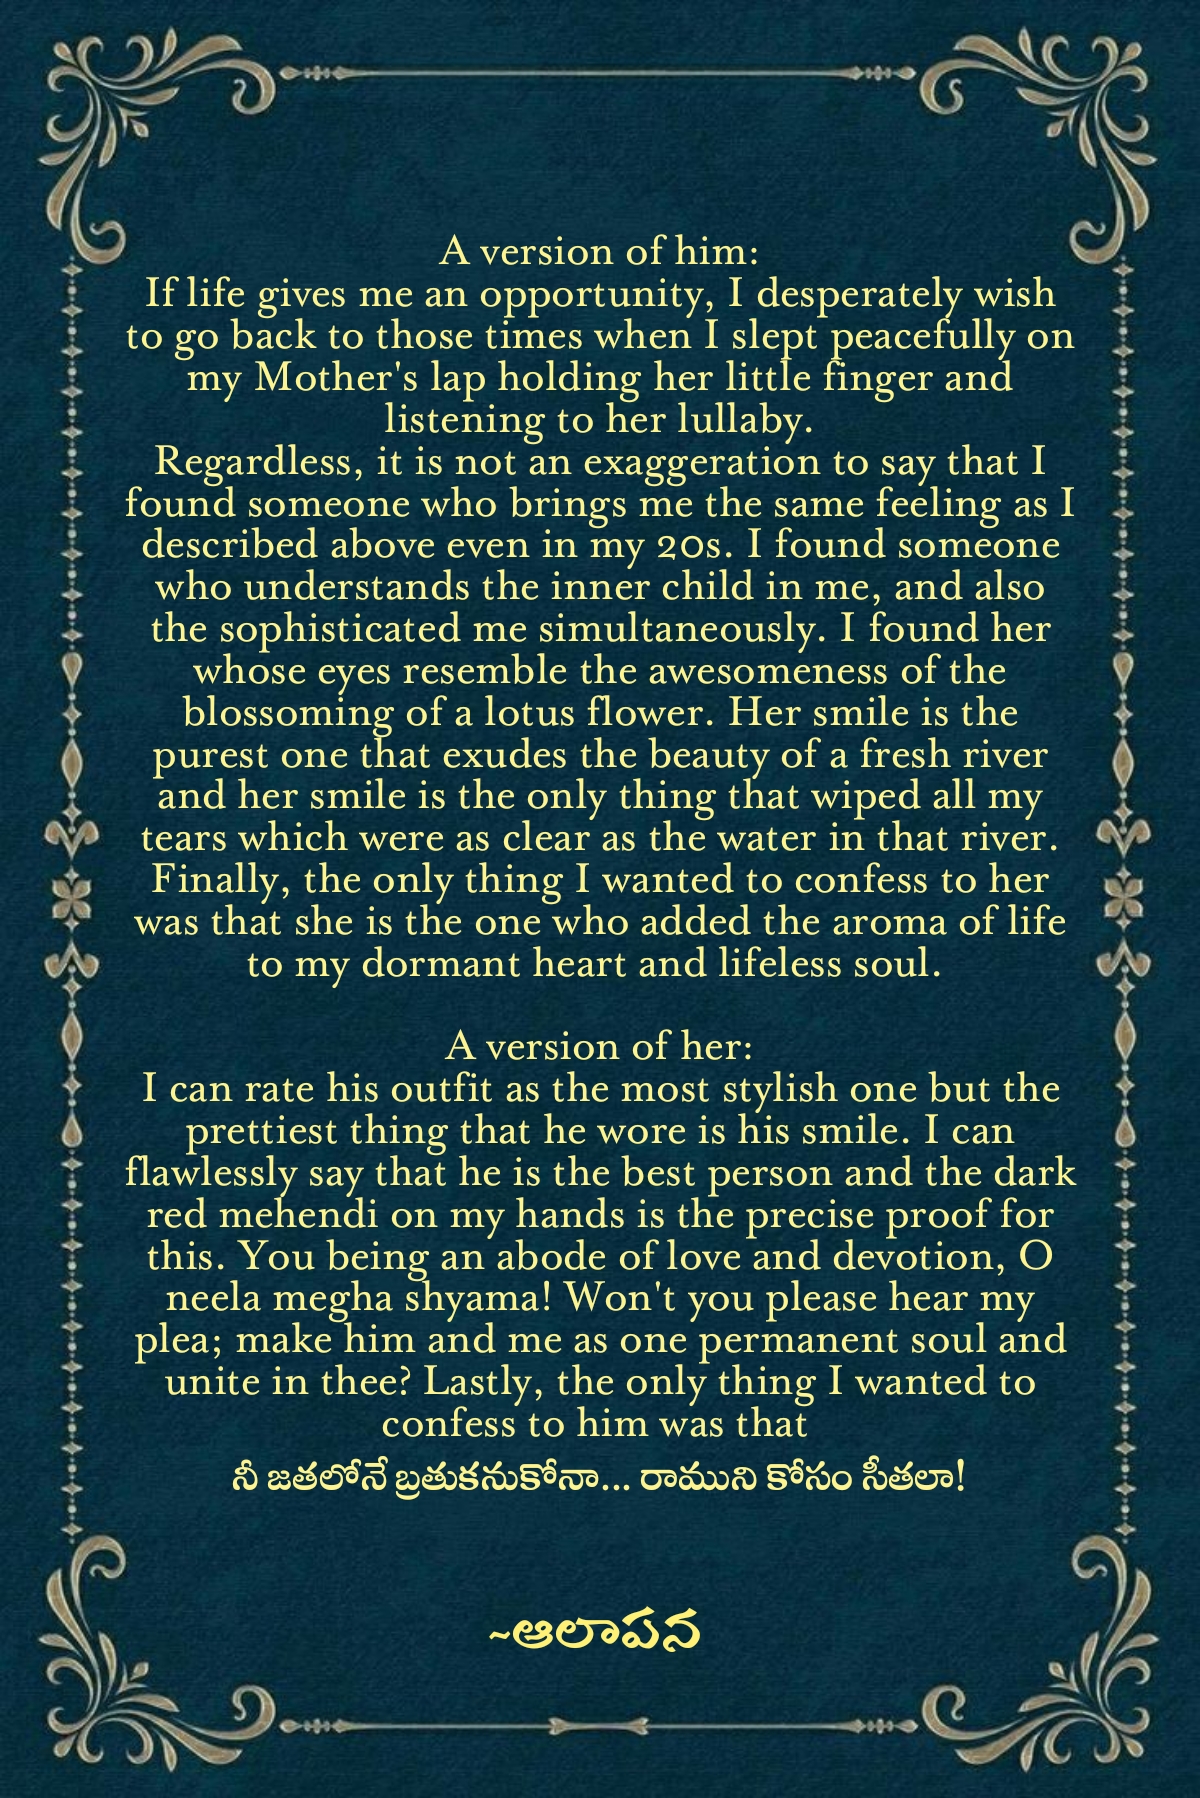 A version of him:
If life gives me an opportunity, I desperately wish
to go back to those times when I slept peacefully on
my Mother's lap holding her little finger and
listening to her lullaby.
Regardless, it is not an exaggeration to say that I
found someone who brings me the same feeling as I
described above even in my 20s. I found someone
who understands the inner child in me, and also
the sophisticated me simultaneously. I found her
whose eyes resemble the awesomeness of the
blossoming of a lotus flower. Her smile is the
purest one that exudes the beauty of a fresh river
and her smile is the only thing that wiped all my
tears which were as clear as the water in that river.
Finally, the only thing I wanted to confess to her
was that she is the one who added the aroma of life
to my dormant heart and lifeless soul.
A version of her:
I can rate his outfit as the most stylish one but the
prettiest thing that he wore is his smile. I can
flawlessly say that he is the best person and the dark
red mehendi on my hands is the precise proof for
this. You being an abode of love and devotion, O
neela megha shyama! Won't you please hear my
plea; make him and me as one permanent soul and
unite in thee? Lastly, the only thing I wanted to
confess to him was that
నీ జతలోనే బ్రతుకనుకోనా... రాముని కోసం సీతలా!
~ఆలాపన